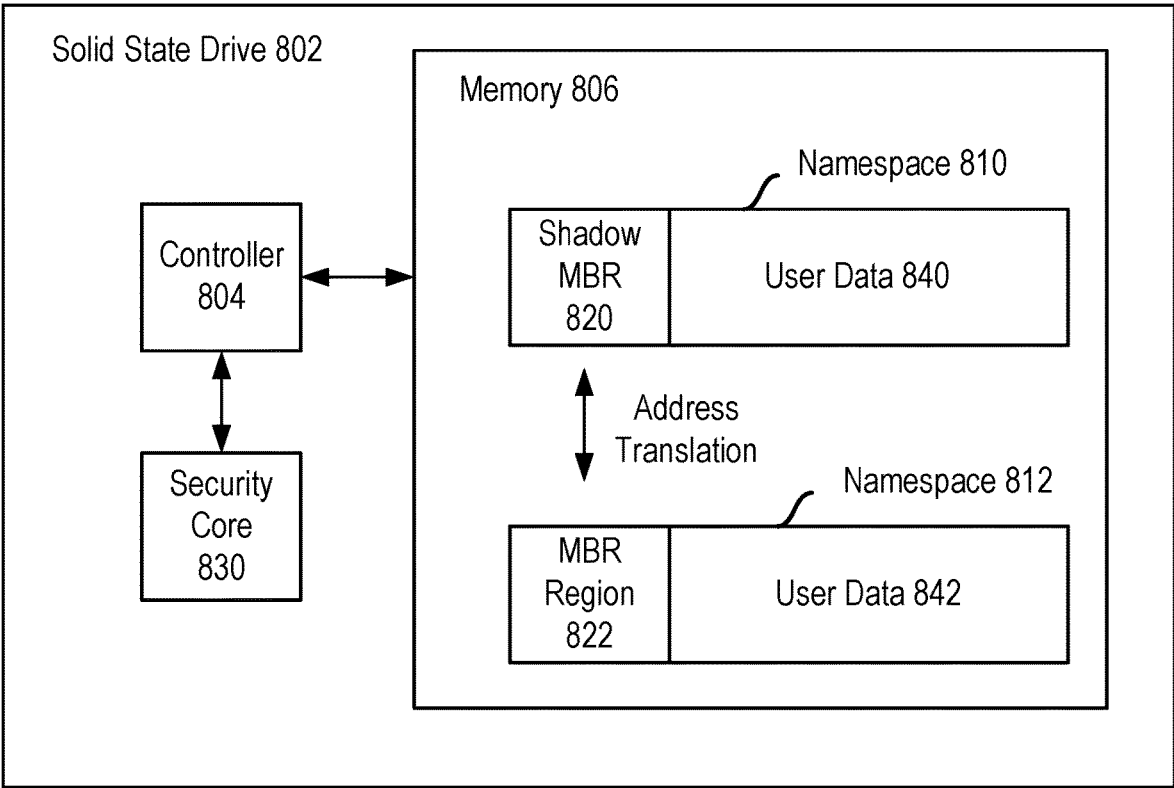 Solid State Drive 802
Memory 806
Namespace 810
Controller
804
Shadow
MBR
820
User Data 840
Address
Translation
Security
Core
830
Namespace 812
MBR
Region
822
User Data 842